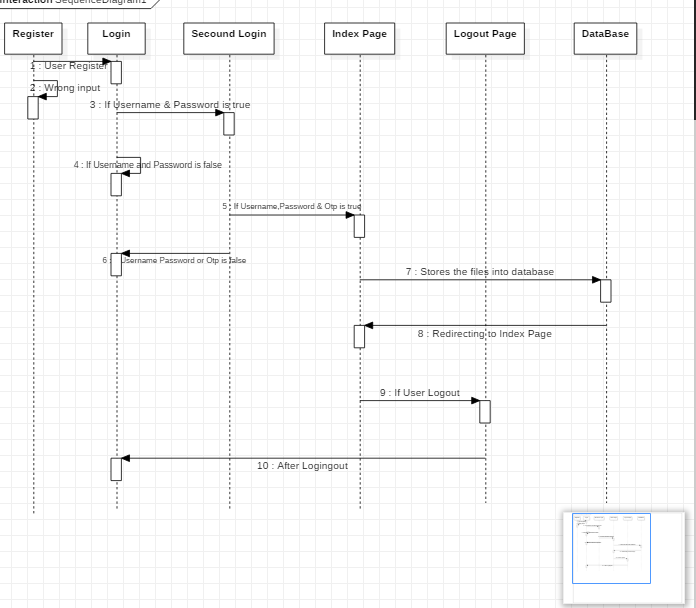 Interaction SequenceDiagram1
Register
Login
Secound Login
Index Page
Logout Page
DataBase
1 : User Register
2 : Wrong input
3 : If Username & Password is true
4 : If Username and Password is false
5 : If Username,Password & Otp is true
6 : Username Password or Otp is false
7 : Stores the files into database
8 : Redirecting to Index Page
9 : If User Logout
10 : After Logingout